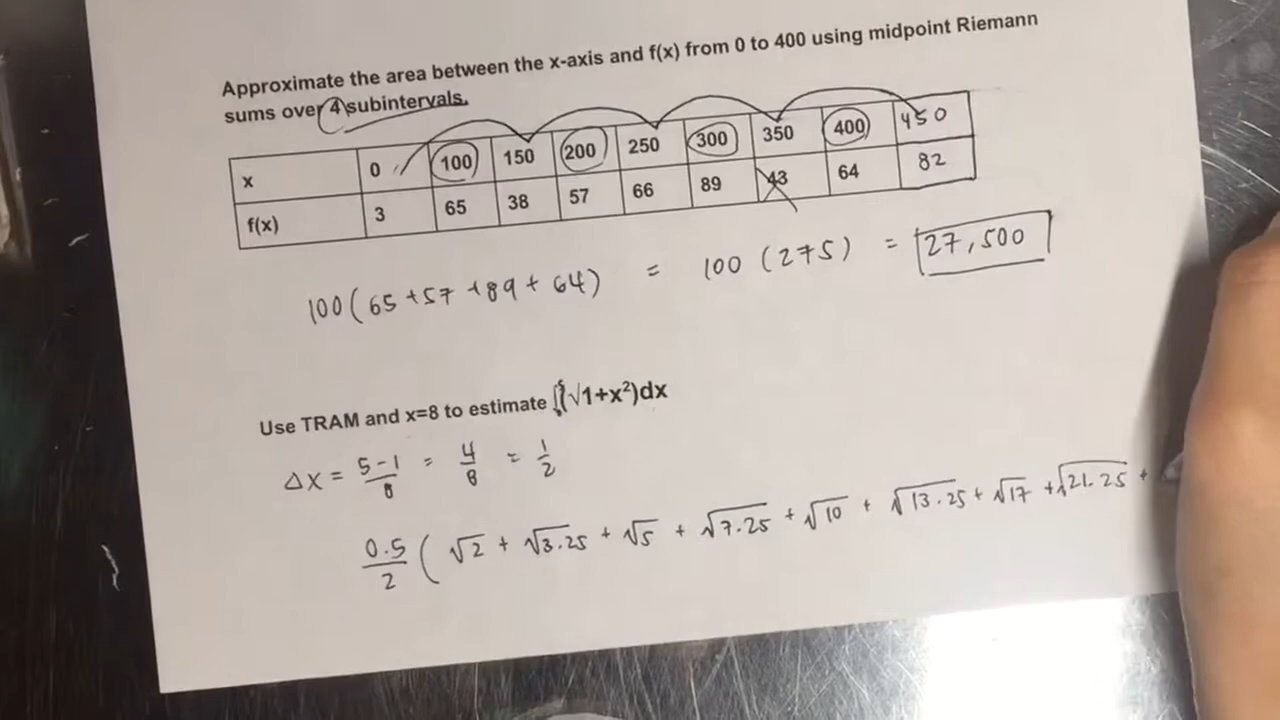 Approximate the area between the x-axis and f(x) from 0 to 400 using midpoint Riemann
sums over 4 subintervals.
x 0 100 150 200 250 300 350 400 450
f(x) 3 65 38 57 66 89 43 64 82
100(65+57+89+64) = 100(275) = 27,500
Use TRAM and x=8 to estimate ∫(√1+x²)dx
Δx = 5-1/8 = 4/8 = 1/2
0.5/2 (√2 + √3.25 + √5 + √7.25 + √10 + √13.25 + √17 + √21.25 +